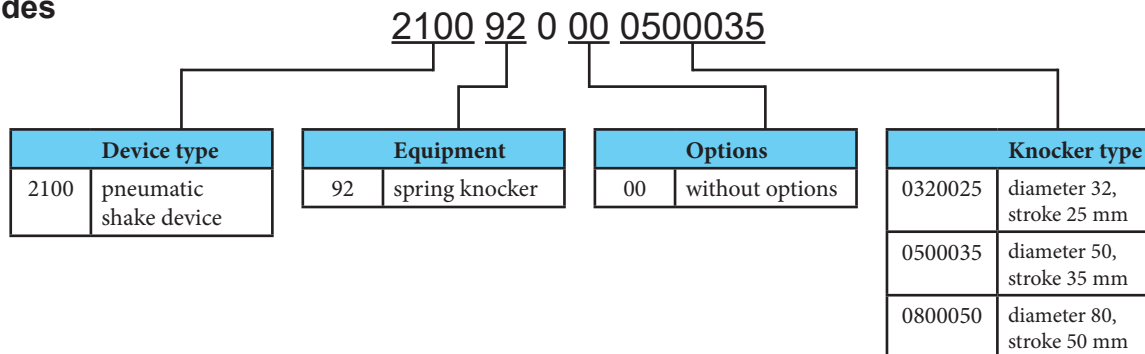 des
2100 92 0 00 0500035
Device type
2100 pneumatic
shake device
Equipment
92 spring knocker
Options
00 without options
Knocker type
0320025 diameter 32,
stroke 25 mm
0500035 diameter 50,
stroke 35 mm
0800050 diameter 80,
stroke 50 mm